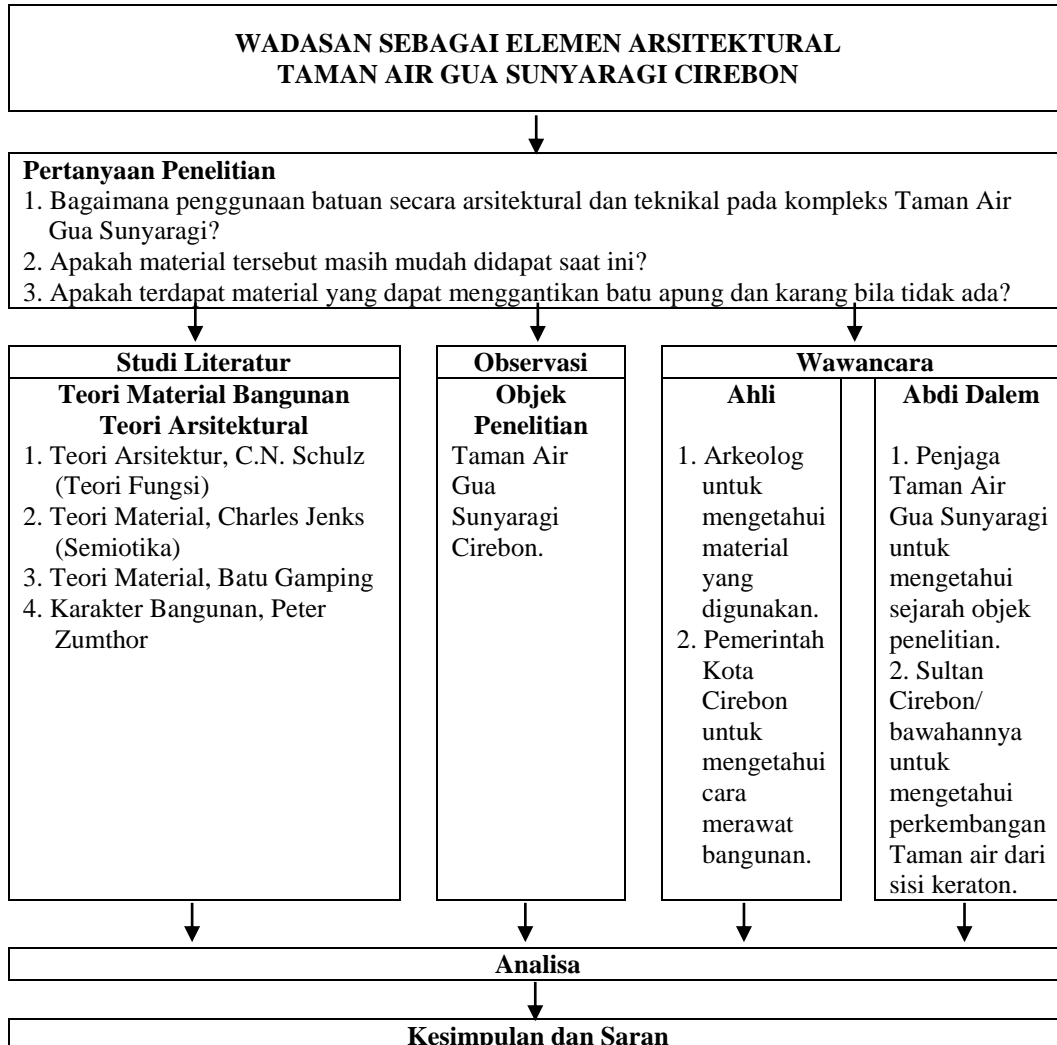 WADASAN SEBAGAI ELEMEN ARSITEKTURAL
TAMAN AIR GUA SUNYARAGI CIREBON
Pertanyaan Penelitian
1. Bagaimana penggunaan batuan secara arsitektural dan teknikal pada kompleks Taman Air
Gua Sunyaragi?
2. Apakah material tersebut masih mudah didapat saat ini?
3. Apakah terdapat material yang dapat menggantikan batu apung dan karang bila tidak ada?
Studi Literatur
Teori Material Bangunan
Teori Arsitektural
1. Teori Arsitektur, C.N. Schulz
(Teori Fungsi)
2. Teori Material, Charles Jenks
(Semiotika)
3. Teori Material, Batu Gamping
4. Karakter Bangunan, Peter
Zumthor
Observasi
Objek
Penelitian
Taman Air
Gua
Sunyaragi
Cirebon.
Wawancara
Ahli
1. Arkeolog
untuk
mengetahui
material
yang
digunakan.
2. Pemerintah
Kota
Cirebon
untuk
mengetahui
cara
merawat
bangunan.
Abdi Dalem
1. Penjaga
Taman Air
Gua Sunyaragi
untuk
mengetahui
sejarah objek
penelitian.
2. Sultan
Cirebon/
bawahannya
untuk
mengetahui
perkembangan
Taman air dari
sisi keraton.
Analisa
Kesimpulan dan Saran